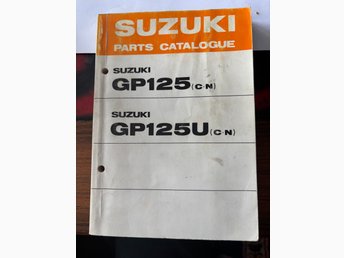 SUZUKI
PARTS CATALOGUE
SUZUKI
GP125(C·N)
SUZUKI
GP125U(C·N)